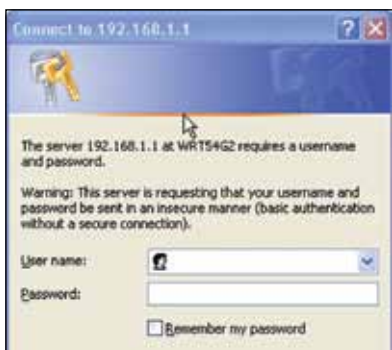 Connect to 192.168.1.1
The server 192.168.1.1 at WRT54G2 requires a username
and password.
Warning: This server is requesting that your username and
password be sent in an insecure manner (basic authentication
without a secure connection).
User name:
Password:
Remember my password